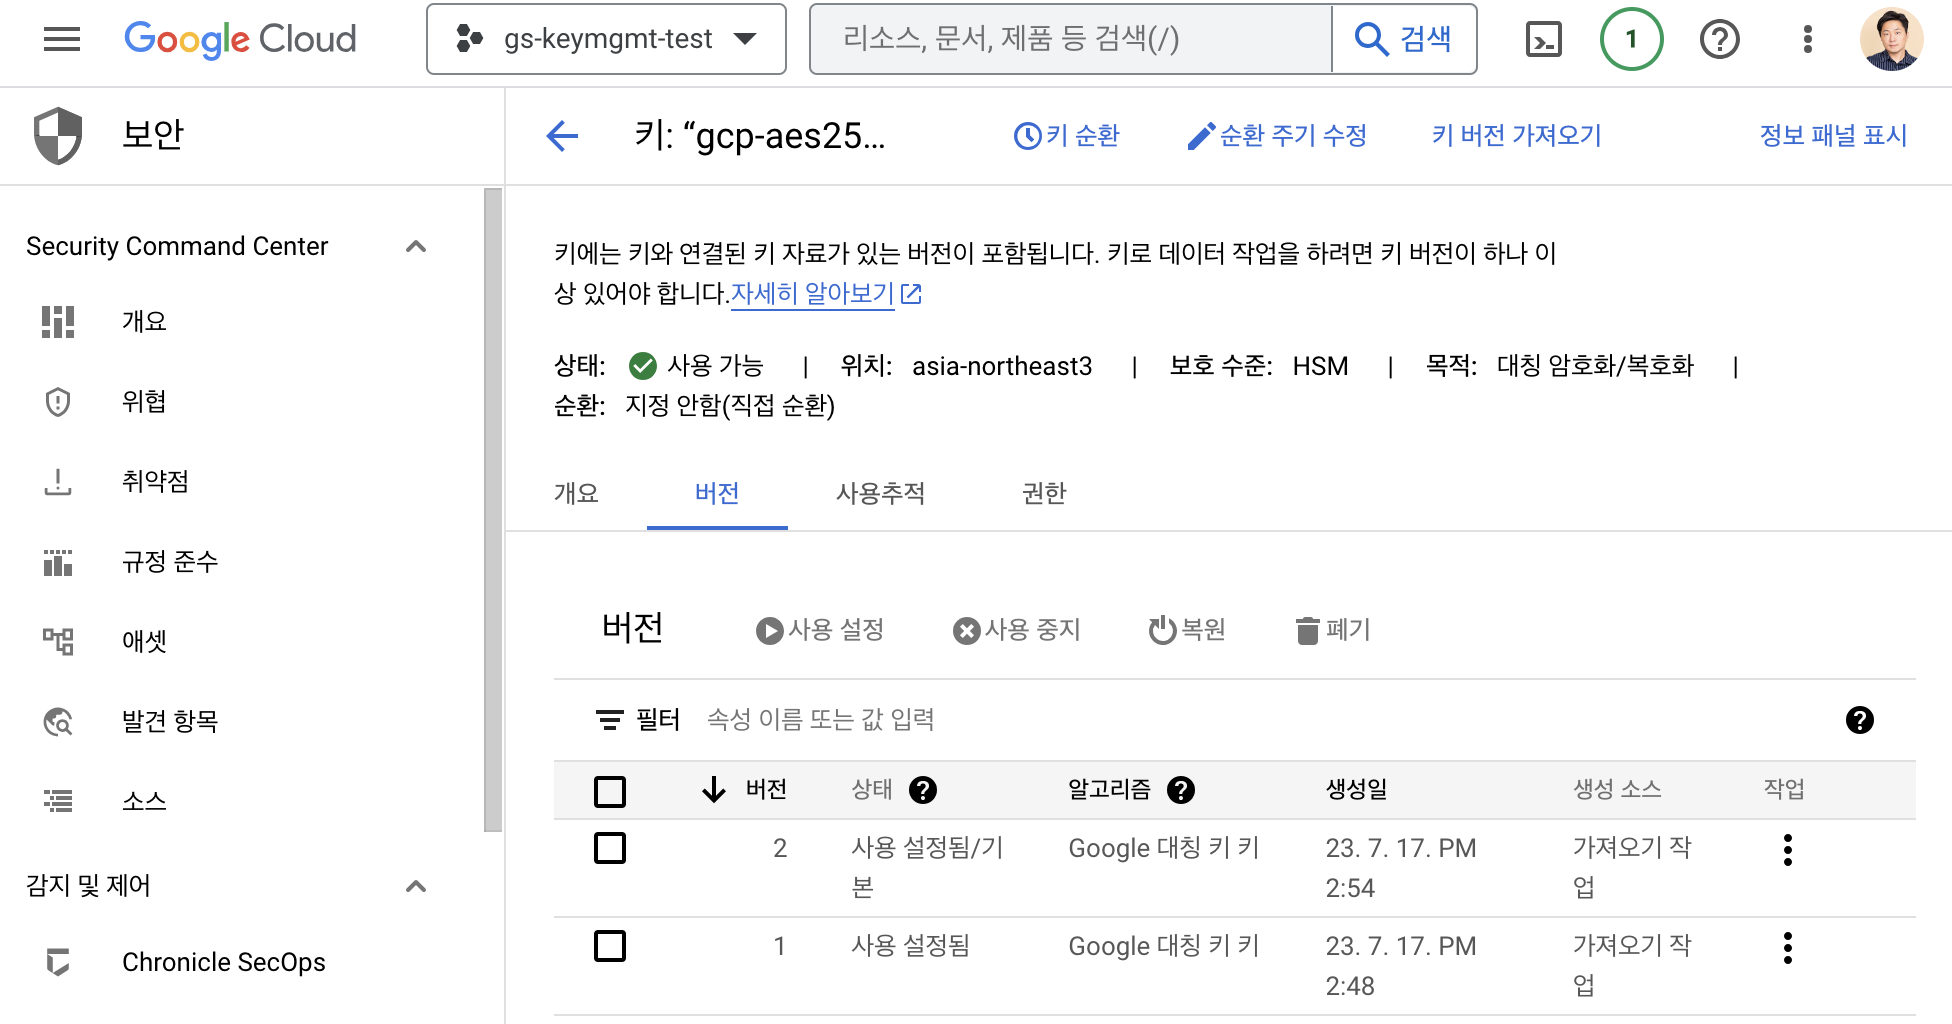 Google Cloud
gs-keymgmt-test
리소스, 문서, 제품 등 검색(/)
검색
1
보안
키: “gcp-aes25...
키 순환
순환 주기 수정
키 버전 가져오기
정보 패널 표시
Security Command Center
개요
위협
취약점
규정 준수
애셋
발견 항목
소스
감지 및 제어
Chronicle SecOps
키에는 키와 연결된 키 자료가 있는 버전이 포함됩니다. 키로 데이터 작업을 하려면 키 버전이 하나 이
상 있어야 합니다.자세히 알아보기
상태: 사용 가능 | 위치: asia-northeast3 | 보호 수준: HSM | 목적: 대칭 암호화/복호화 |
순환: 지정 안함(직접 순환)
개요 버전 사용추적 권한
버전 사용 설정 사용 중지 복원 폐기
필터 속성 이름 또는 값 입력
버전 상태 알고리즘 생성일 생성 소스 작업
2 사용 설정됨/기 Google 대칭 키 키 23. 7. 17. PM 가져오기 작
본 2:54 업
1 사용 설정됨 Google 대칭 키 키 23. 7. 17. PM 가져오기 작
2:48 업